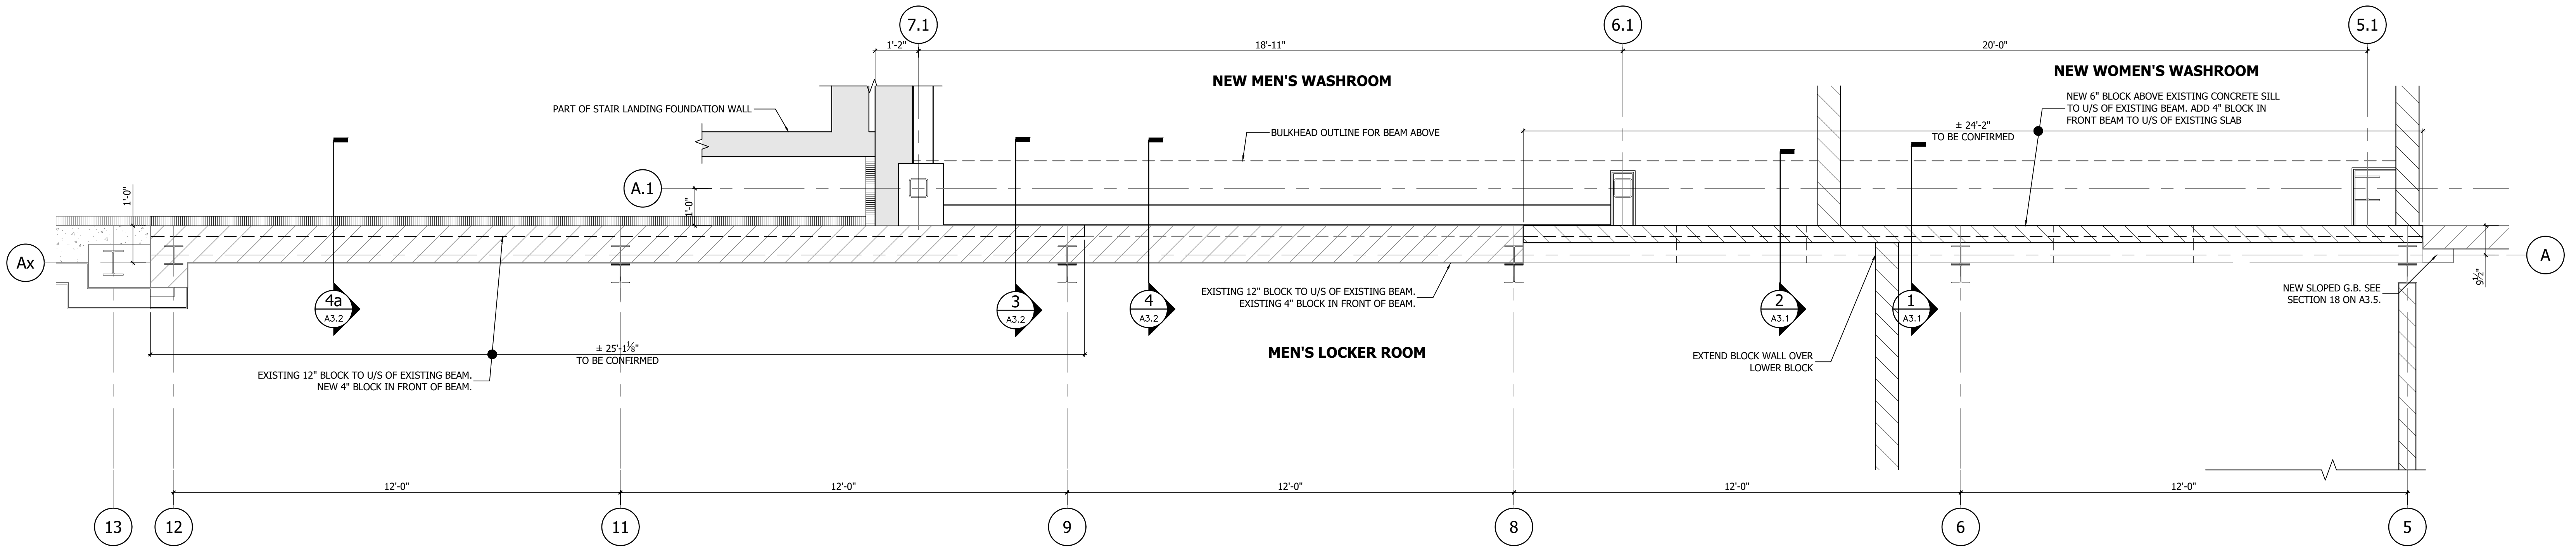 7.1
6.1
5.1
1'-2"
18'-11"
20'-0"
NEW MEN'S WASHROOM
NEW WOMEN'S WASHROOM
NEW 6" BLOCK ABOVE EXISTING CONCRETE SILL
TO U/S OF EXISTING BEAM. ADD 4" BLOCK IN
FRONT BEAM TO U/S OF EXISTING SLAB
PART OF STAIR LANDING FOUNDATION WALL
BULKHEAD OUTLINE FOR BEAM ABOVE
± 24'-2"
TO BE CONFIRMED
A.1
1'-0"
1'-0"
Ax
A
9½"
4a
A3.2
3
A3.2
4
A3.2
2
A3.1
1
A3.1
EXISTING 12" BLOCK TO U/S OF EXISTING BEAM.
EXISTING 4" BLOCK IN FRONT OF BEAM.
NEW SLOPED G.B. SEE
SECTION 18 ON A3.5.
± 25'-1⅛"
TO BE CONFIRMED
MEN'S LOCKER ROOM
EXTEND BLOCK WALL OVER
LOWER BLOCK
EXISTING 12" BLOCK TO U/S OF EXISTING BEAM.
NEW 4" BLOCK IN FRONT OF BEAM.
12'-0"
12'-0"
12'-0"
12'-0"
12'-0"
13
12
11
9
8
6
5